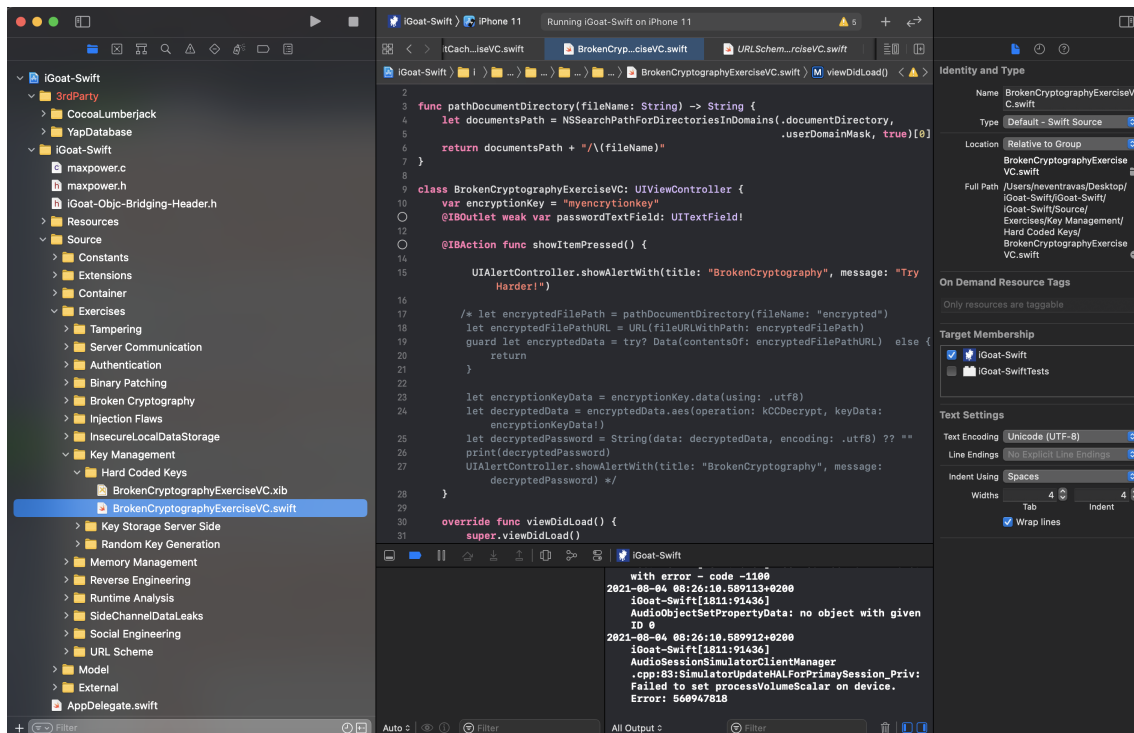 iGoat-Swift
iPhone 11
Running iGoat-Swift on iPhone 11
5
itCach...iseVC.swift
BrokenCryp...ciseVC.swift
URLSchem...rciseVC.swift
iGoat-Swift
i
...
...
...
...
BrokenCryptographyExerciseVC.swift
M
viewDidLoad()
iGoat-Swift
3rdParty
CocoaLumberjack
YapDatabase
iGoat-Swift
maxpower.c
maxpower.h
iGoat-Objc-Bridging-Header.h
Resources
Source
Constants
Extensions
Container
Exercises
Tampering
Server Communication
Authentication
Binary Patching
Broken Cryptography
Injection Flaws
InsecureLocalDataStorage
Key Management
Hard Coded Keys
BrokenCryptographyExerciseVC.xib
BrokenCryptographyExerciseVC.swift
Key Storage Server Side
Random Key Generation
Memory Management
Reverse Engineering
Runtime Analysis
SideChannelDataLeaks
Social Engineering
URL Scheme
Model
External
AppDelegate.swift
Filter
2
3 func pathDocumentDirectory(fileName: String) -> String {
4 let documentsPath = NSSearchPathForDirectoriesInDomains(.documentDirectory,
5 .userDomainMask, true)[0]
6 return documentsPath + "/\(fileName)"
7 }
8
9 class BrokenCryptographyExerciseVC: UIViewController {
10 var encryptionKey = "myencrytionkey"
@IBOutlet weak var passwordTextField: UITextField!
12
@IBAction func showItemPressed() {
14
15 UIAlertController.showAlertWith(title: "BrokenCryptography", message: "Try
Harder!")
16
17 /* let encryptedFilePath = pathDocumentDirectory(fileName: "encrypted")
18 let encryptedFilePathURL = URL(fileURLWithPath: encryptedFilePath)
19 guard let encryptedData = try? Data(contentsOf: encryptedFilePathURL) else {
20 return
21 }
22
23 let encryptionKeyData = encryptionKey.data(using: .utf8)
24 let decryptedData = encryptedData.aes(operation: kCCDecrypt, keyData:
encryptionKeyData!)
25 let decryptedPassword = String(data: decryptedData, encoding: .utf8) ?? ""
26 print(decryptedPassword)
27 UIAlertController.showAlertWith(title: "BrokenCryptography", message:
decryptedPassword) */
28 }
29
30 override func viewDidLoad() {
31 super.viewDidLoad()
iGoat-Swift
with error - code -1100
2021-08-04 08:26:10.589113+0200
iGoat-Swift[1811:91436]
AudioObjectSetPropertyData: no object with given
ID 0
2021-08-04 08:26:10.589912+0200
iGoat-Swift[1811:91436]
AudioSessionSimulatorClientManager
.cpp:83:SimulatorUpdateHALForPrimaySession_Priv:
Failed to set processVolumeScalar on device.
Error: 560947818
Auto
Filter
All Output
Filter
Identity and Type
Name BrokenCryptographyExerciseV
C.swift
Type Default - Swift Source
Location Relative to Group
BrokenCryptographyExercise
VC.swift
Full Path /Users/neventravas/Desktop/
iGoat-Swift/iGoat-Swift/
iGoat-Swift/Source/
Exercises/Key Management/
Hard Coded Keys/
BrokenCryptographyExercise
VC.swift
On Demand Resource Tags
Only resources are taggable
Target Membership
iGoat-Swift
iGoat-SwiftTests
Text Settings
Text Encoding Unicode (UTF-8)
Line Endings No Explicit Line Endings
Indent Using Spaces
Widths 4 4
Tab Indent
Wrap lines